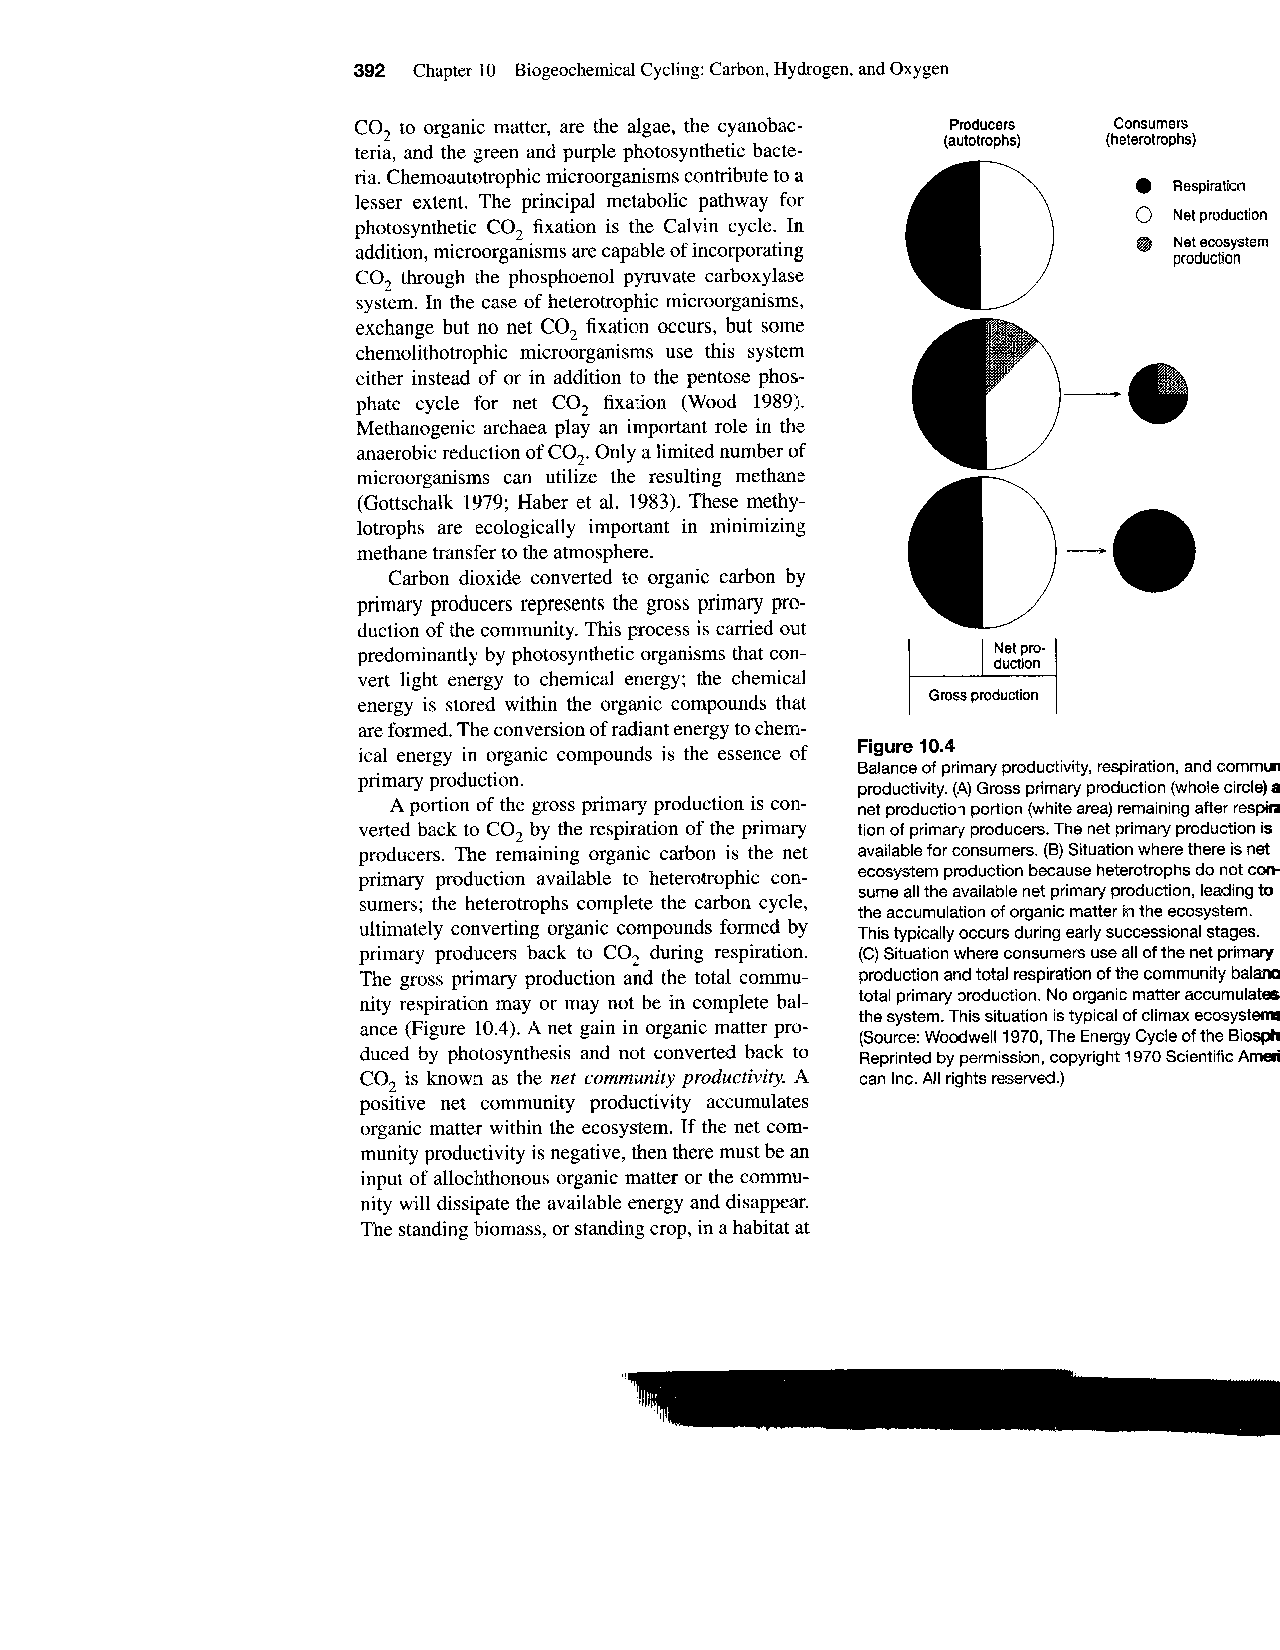 392 Chapter 10 Biogeochemical Cycling: Carbon, Hydrogen, and Oxygen
CO₂ to organic matter, are the algae, the cyanobac-
teria, and the green and purple photosynthetic bacte-
ria. Chemoautotrophic microorganisms contribute to a
lesser extent. The principal metabolic pathway for
photosynthetic CO₂ fixation is the Calvin cycle. In
addition, microorganisms are capable of incorporating
CO₂ through the phosphoenol pyruvate carboxylase
system. In the case of heterotrophic microorganisms,
exchange but no net CO₂ fixation occurs, but some
chemolithotrophic microorganisms use this system
either instead of or in addition to the pentose phos-
phate cycle for net CO₂ fixation (Wood 1989).
Methanogenic archaea play an important role in the
anaerobic reduction of CO₂. Only a limited number of
microorganisms can utilize the resulting methane
(Gottschalk 1979; Haber et al. 1983). These methy-
lotrophs are ecologically important in minimizing
methane transfer to the atmosphere.
Carbon dioxide converted to organic carbon by
primary producers represents the gross primary pro-
duction of the community. This process is carried out
predominantly by photosynthetic organisms that con-
vert light energy to chemical energy; the chemical
energy is stored within the organic compounds that
are formed. The conversion of radiant energy to chem-
ical energy in organic compounds is the essence of
primary production.
A portion of the gross primary production is con-
verted back to CO₂ by the respiration of the primary
producers. The remaining organic carbon is the net
primary production available to heterotrophic con-
sumers; the heterotrophs complete the carbon cycle,
ultimately converting organic compounds formed by
primary producers back to CO₂ during respiration.
The gross primary production and the total commu-
nity respiration may or may not be in complete bal-
ance (Figure 10.4). A net gain in organic matter pro-
duced by photosynthesis and not converted back to
CO₂ is known as the net community productivity. A
positive net community productivity accumulates
organic matter within the ecosystem. If the net com-
munity productivity is negative, then there must be an
input of allochthonous organic matter or the commu-
nity will dissipate the available energy and disappear.
The standing biomass, or standing crop, in a habitat at
Producers
(autotrophs)
Consumers
(heterotrophs)
Respiration
Net production
Net ecosystem
production
Net pro-
duction
Gross production
Figure 10.4
Balance of primary productivity, respiration, and commun
productivity. (A) Gross primary production (whole circle) a
net production portion (white area) remaining after respira
tion of primary producers. The net primary production is
available for consumers. (B) Situation where there is net
ecosystem production because heterotrophs do not con-
sume all the available net primary production, leading to
the accumulation of organic matter in the ecosystem.
This typically occurs during early successional stages.
(C) Situation where consumers use all of the net primary
production and total respiration of the community balanc
total primary production. No organic matter accumulates
the system. This situation is typical of climax ecosystems
(Source: Woodwell 1970, The Energy Cycle of the Biosph
Reprinted by permission, copyright 1970 Scientific Ameri
can Inc. All rights reserved.)